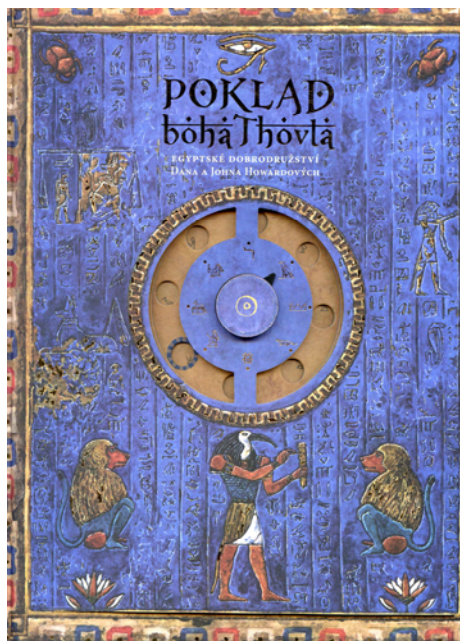 POKLAD
boha Thovta
EGYPTSKÉ DOBRODRUŽSTVÍ
DANA A JOHNA HOWARDOVÝCH